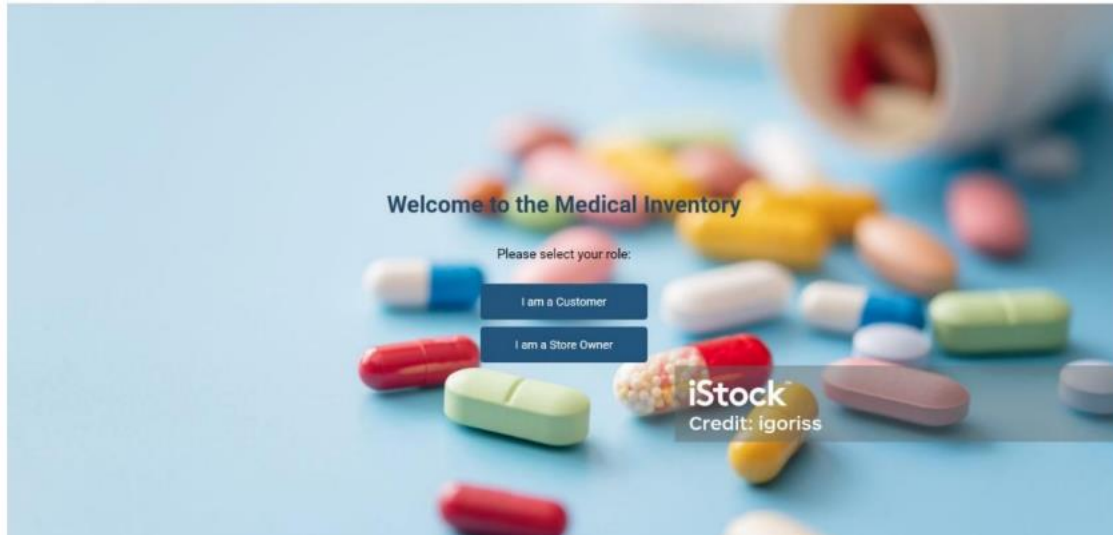 Welcome to the Medical Inventory
Please select your role:
I am a Customer
I am a Store Owner
iStock
Credit: igoriss